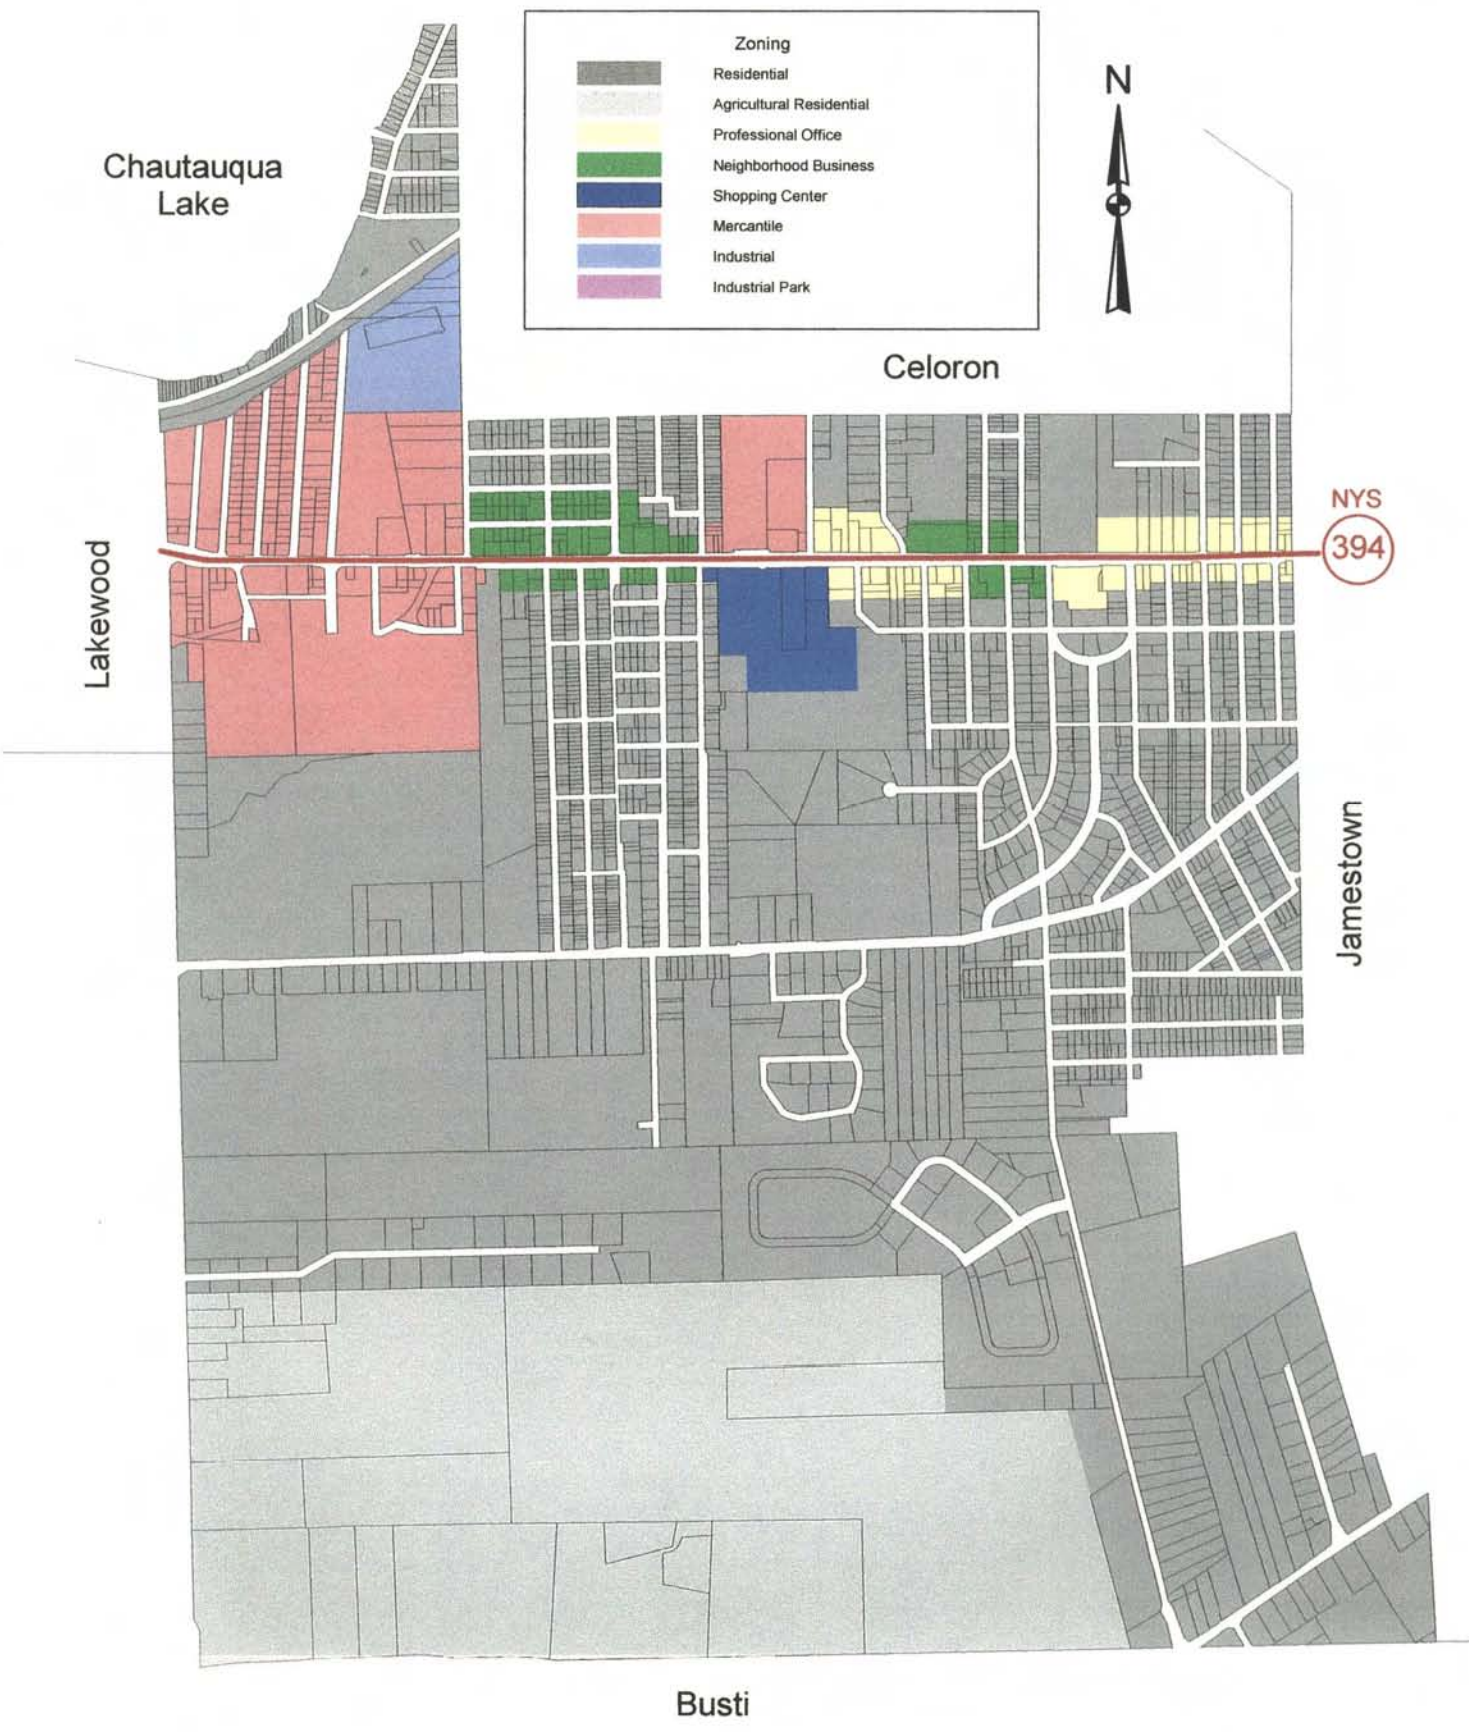 Zoning
Residential
Agricultural Residential
Professional Office
Neighborhood Business
Shopping Center
Mercantile
Industrial
Industrial Park
N
Chautauqua
Lake
Celoron
NYS
394
Lakewood
Jamestown
Busti